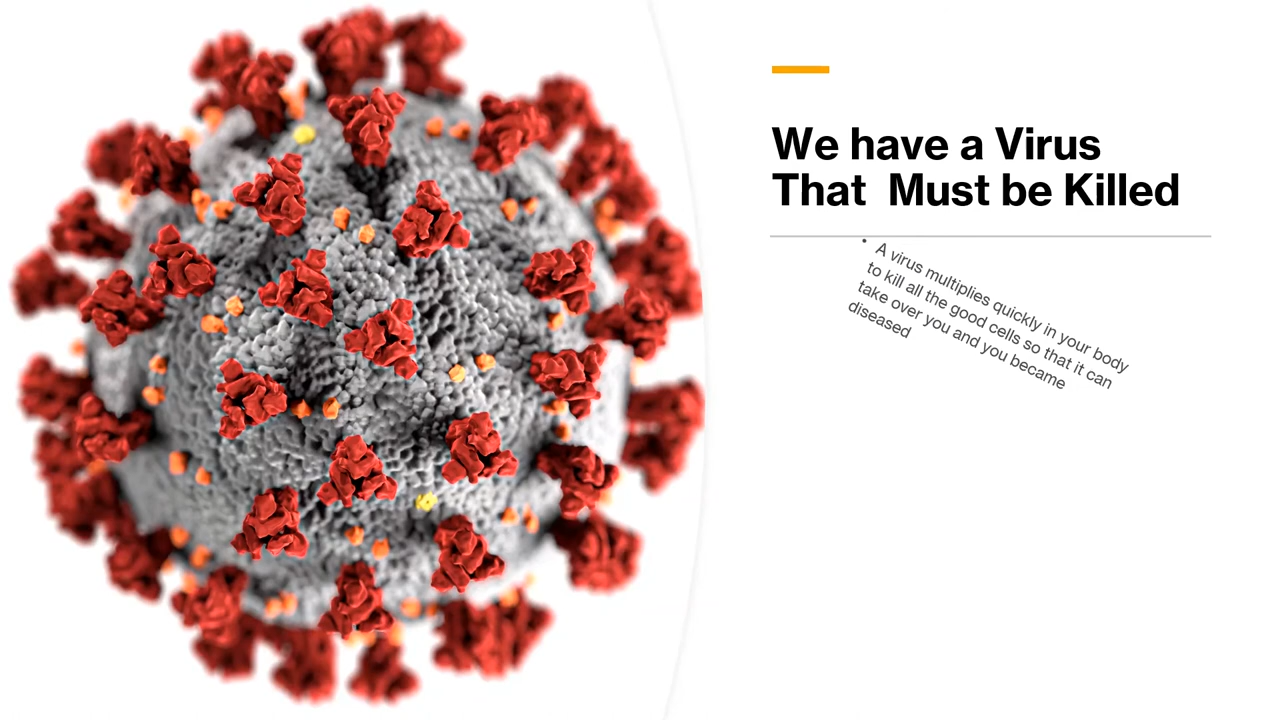 We have a Virus
That  Must be Killed
• A virus multiplies quickly in your body
to kill all the good cells so that it can
take over you and you became
diseased